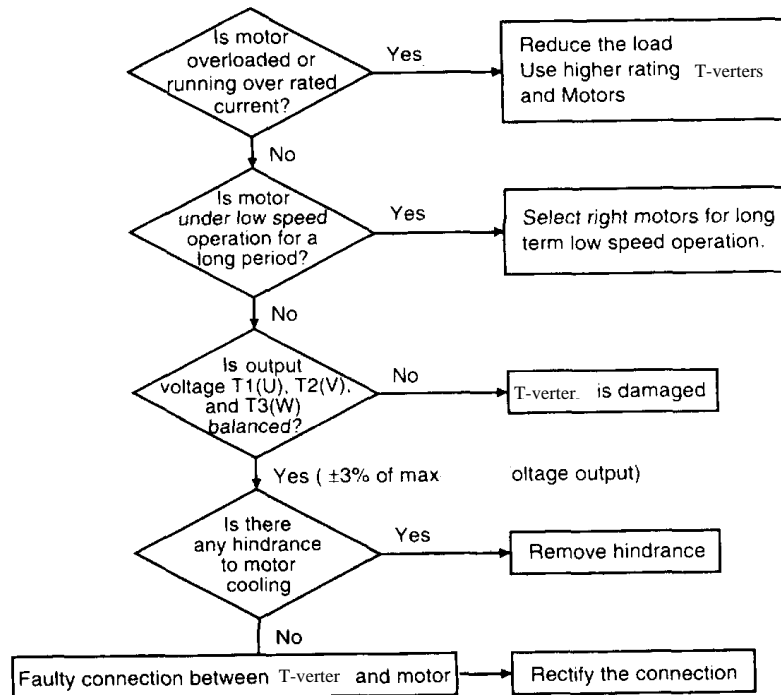 Is motor
overloaded or
running over rated
current?
Yes
Reduce the load
Use higher rating T-verters
and Motors
No
Is motor
under low speed
operation for a
long period?
Yes
Select right motors for long
term low speed operation.
No
Is output
voltage T1(U), T2(V),
and T3(W)
balanced?
No
T-verter. is damaged
Yes ( ±3% of max oltage output)
Is there
any hindrance
to motor
cooling
Yes
Remove hindrance
No
Faulty connection between T-verter and motor
Rectify the connection